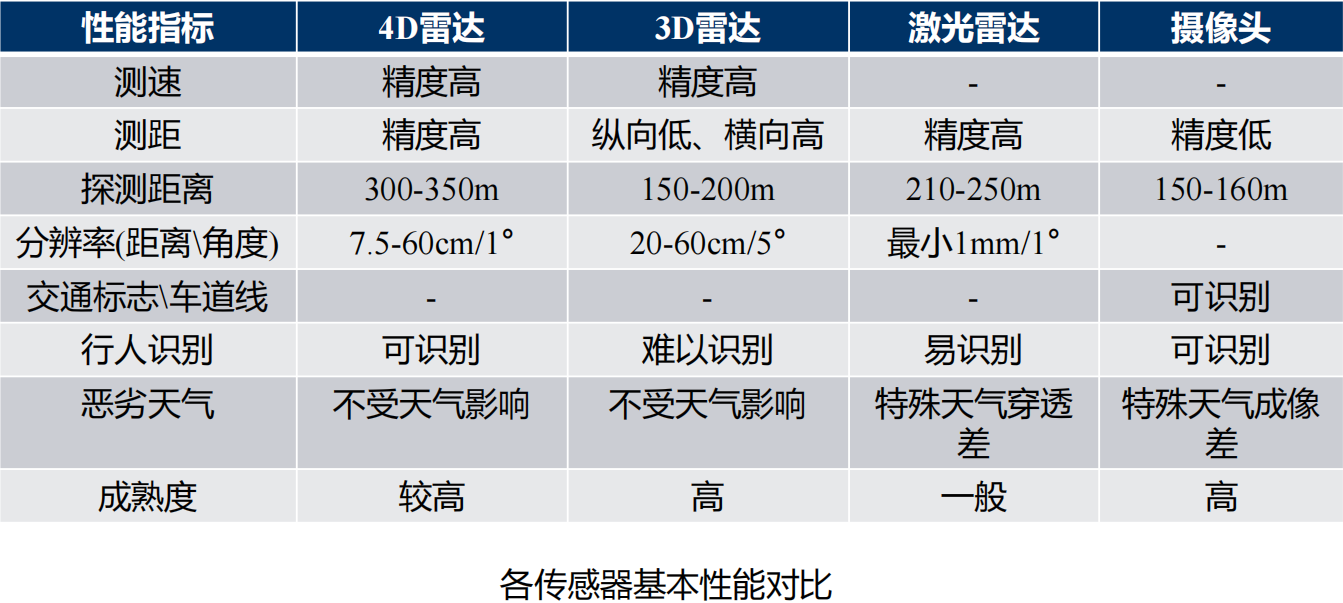 性能指标 4D雷达 3D雷达 激光雷达 摄像头
测速 精度高 精度高 - -
测距 精度高 纵向低、横向高 精度高 精度低
探测距离 300-350m 150-200m 210-250m 150-160m
分辨率(距离\角度) 7.5-60cm/1° 20-60cm/5° 最小1mm/1° -
交通标志\车道线 - - - 可识别
行人识别 可识别 难以识别 易识别 可识别
恶劣天气 不受天气影响 不受天气影响 特殊天气穿透差 特殊天气成像差
成熟度 较高 高 一般 高
各传感器基本性能对比